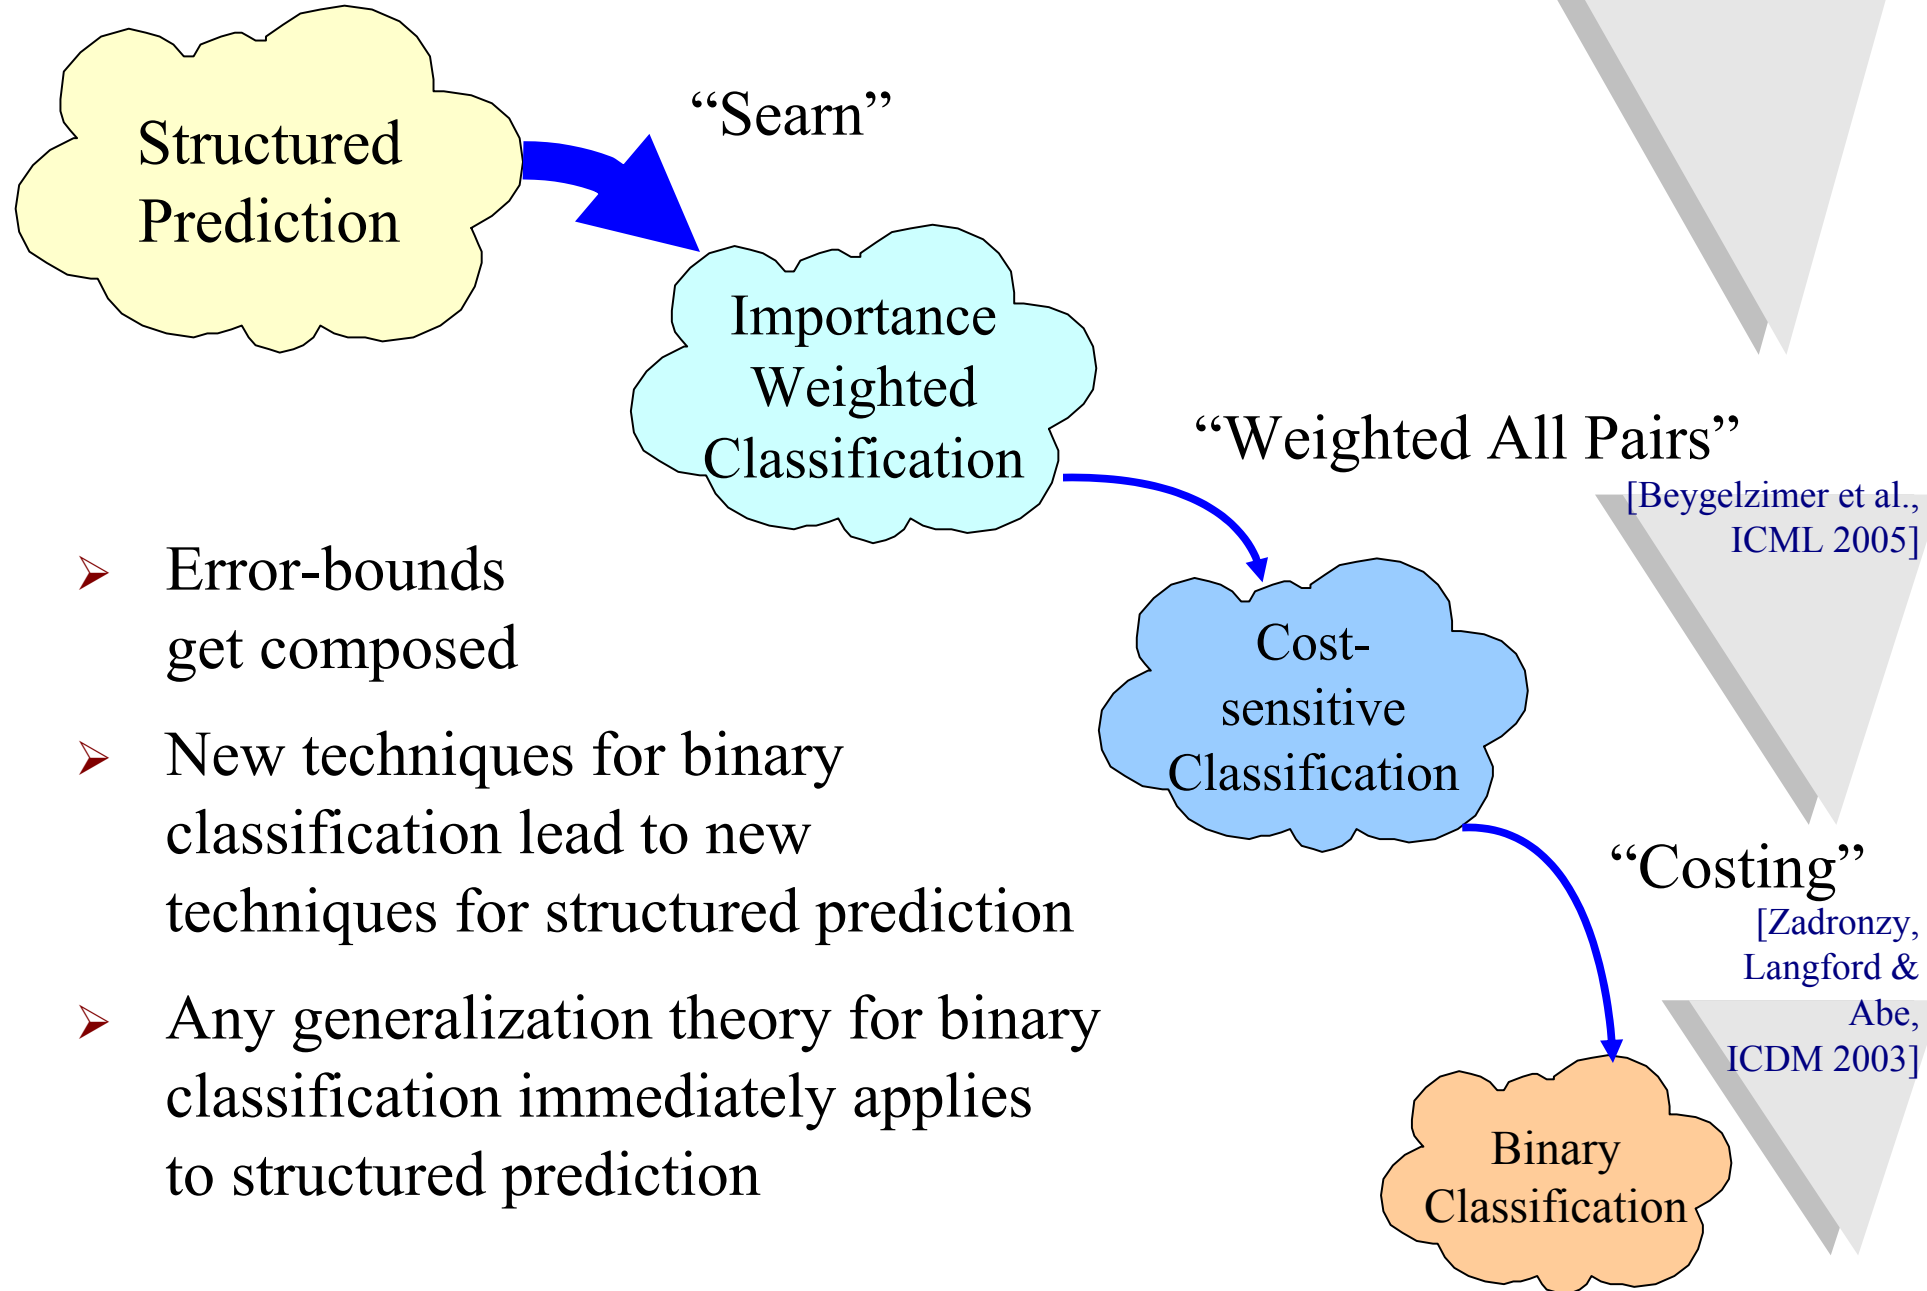 Structured
Prediction
“Searn”
Importance
Weighted
Classification
“Weighted All Pairs”
[Beygelzimer et al.,
ICML 2005]
Cost-
sensitive
Classification
“Costing”
[Zadronzy,
Langford &
Abe,
ICDM 2003]
Binary
Classification
➢ Error-bounds
get composed
➢ New techniques for binary
classification lead to new
techniques for structured prediction
➢ Any generalization theory for binary
classification immediately applies
to structured prediction